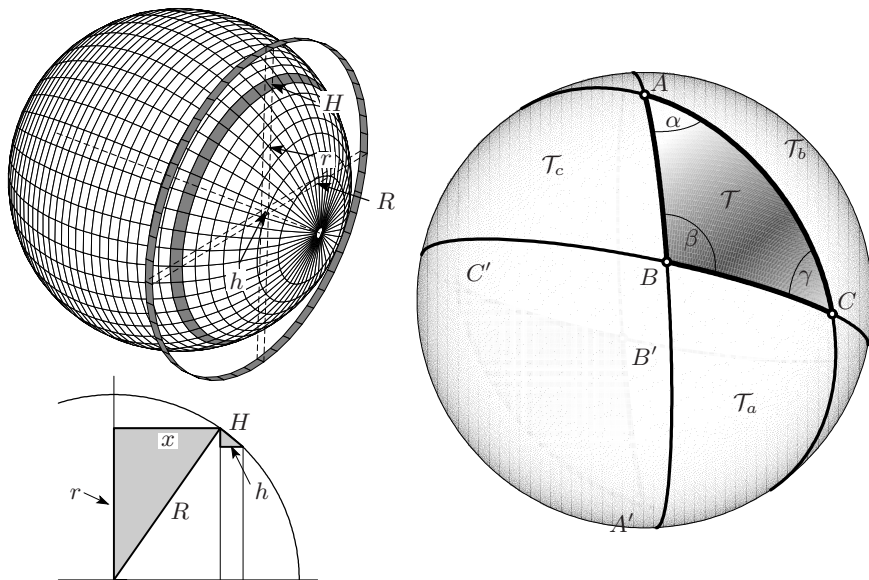 H
r
R
h
x
H
r
R
h
A
α
𝒯_b
𝒯_c
𝒯
β
B
γ
C
C′
B′
𝒯_a
A′